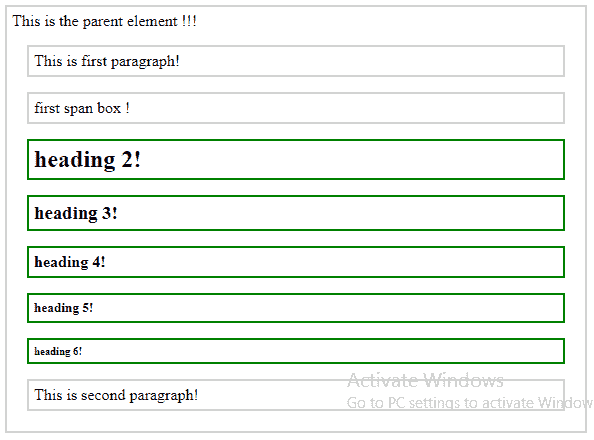 This is the parent element !!!
This is first paragraph!
first span box !
heading 2!
heading 3!
heading 4!
heading 5!
heading 6!
This is second paragraph!
Activate Windows
Go to PC settings to activate Window